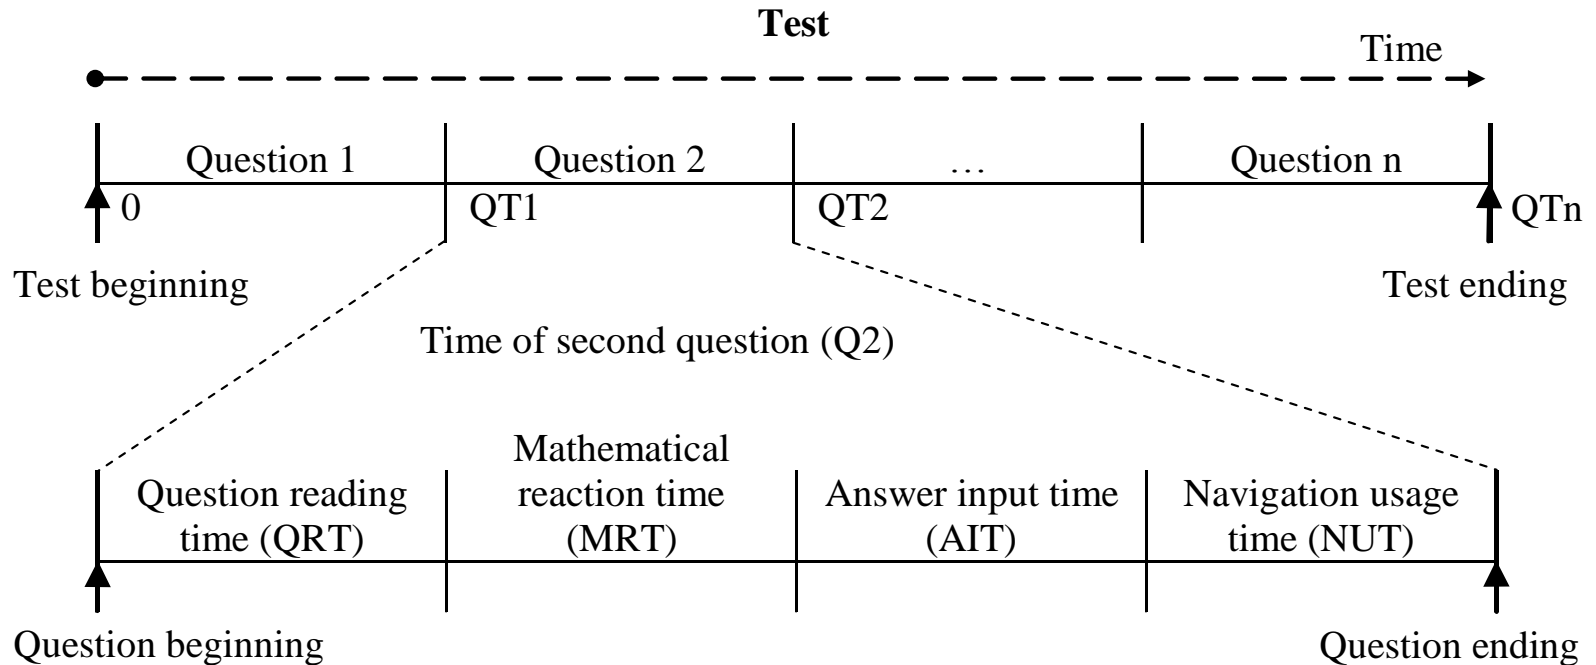 Test
Time
Question 1
Question 2
…
Question n
0
QT1
QT2
QTn
Test beginning
Test ending
Time of second question (Q2)
Question reading
time (QRT)
Mathematical
reaction time
(MRT)
Answer input time
(AIT)
Navigation usage
time (NUT)
Question beginning
Question ending